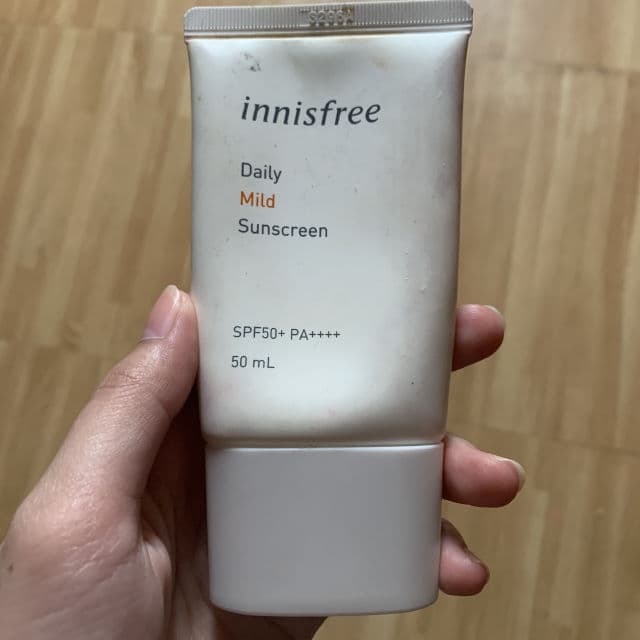 innisfree
Daily
Mild
Sunscreen
SPF50+ PA++++
50 mL